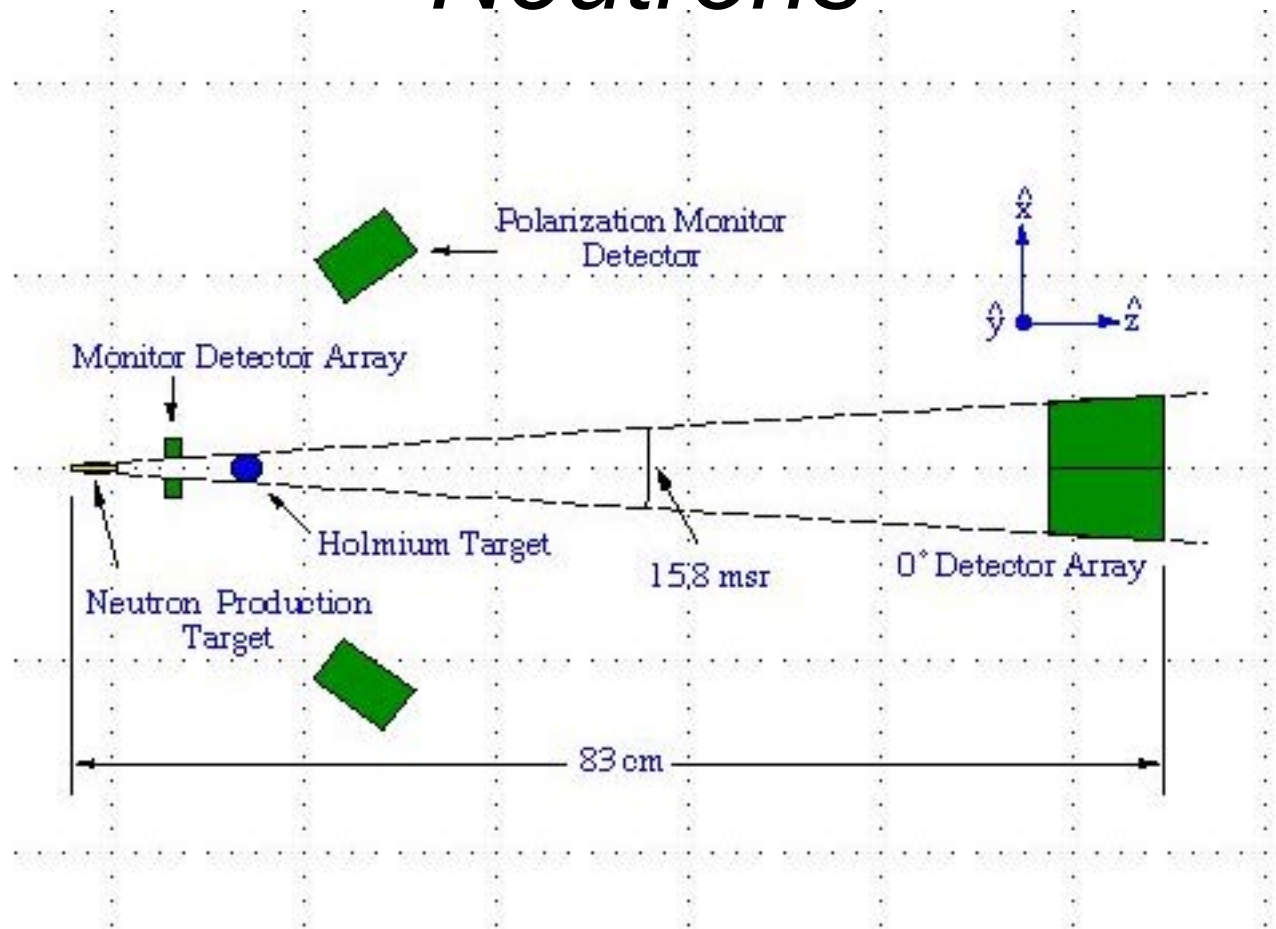 Neutrons
Polarization Monitor
Detector
x̂
ŷ
ẑ
Monitor Detector Array
Holmium Target
15.8 msr
0° Detector Array
Neutron Production
Target
83 cm